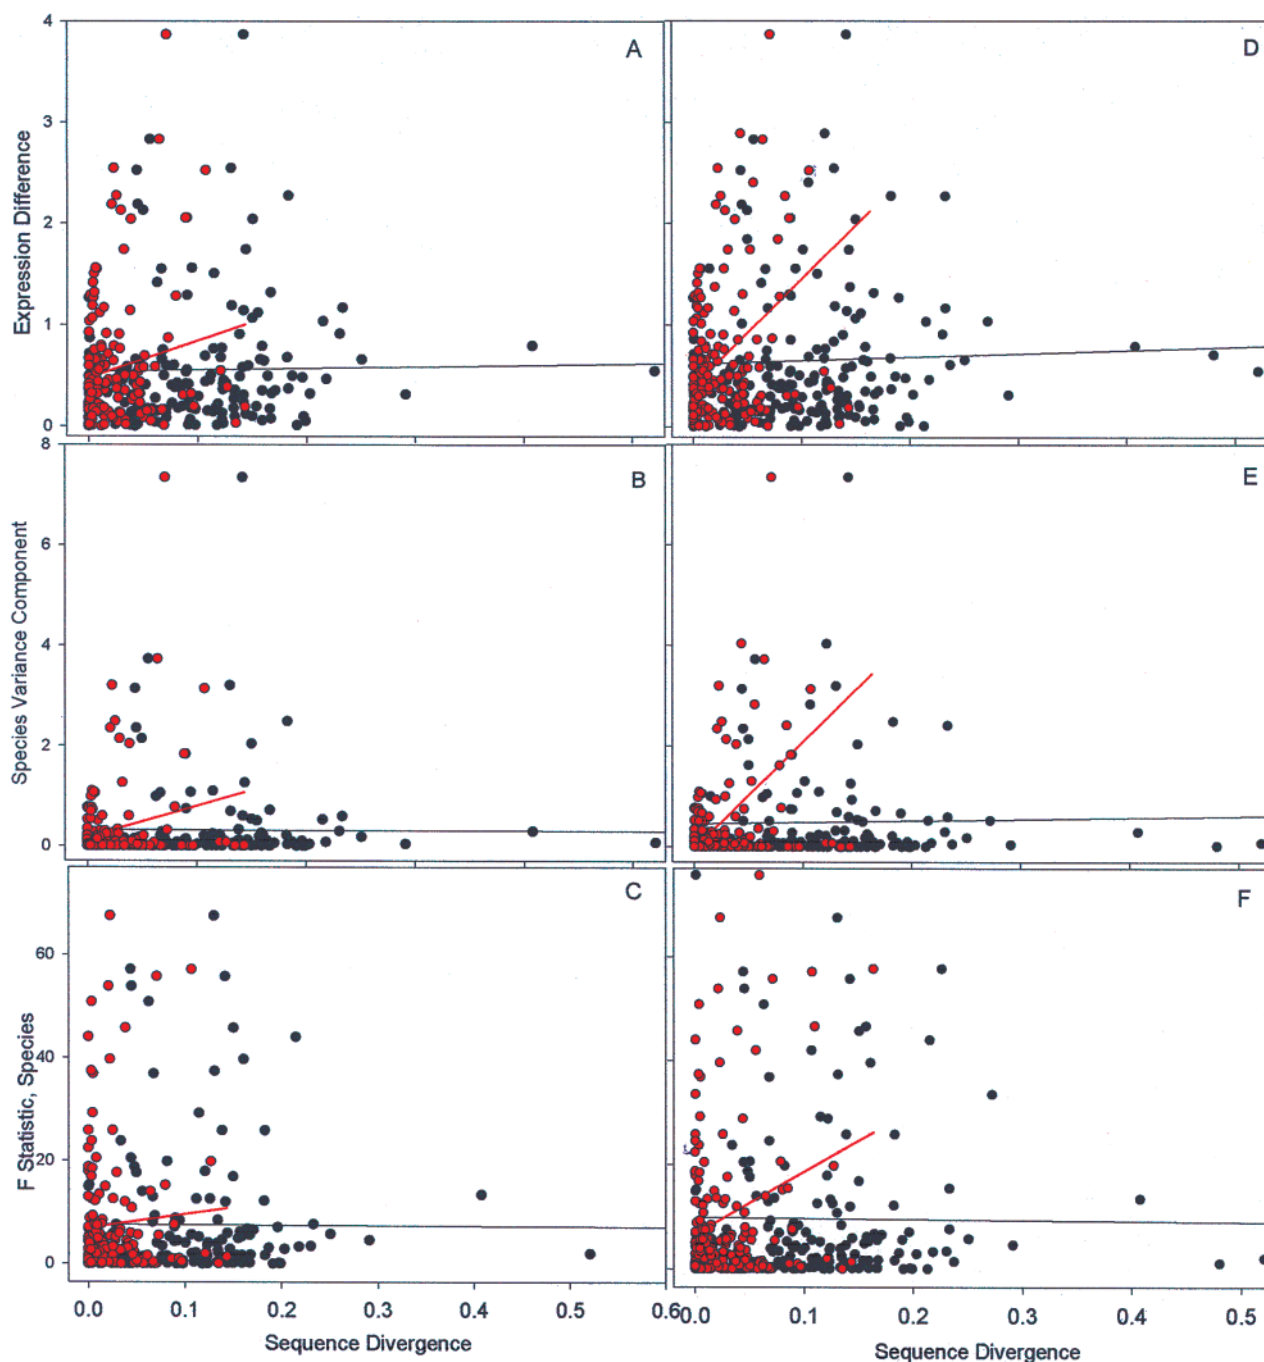 4
3
2
1
0
Expression Difference
A
D
8
6
4
2
0
Species Variance Component
B
E
60
40
20
0
F Statistic, Species
C
F
0.0 0.1 0.2 0.3 0.4 0.5 0.6
Sequence Divergence
0.0 0.1 0.2 0.3 0.4 0.5
Sequence Divergence